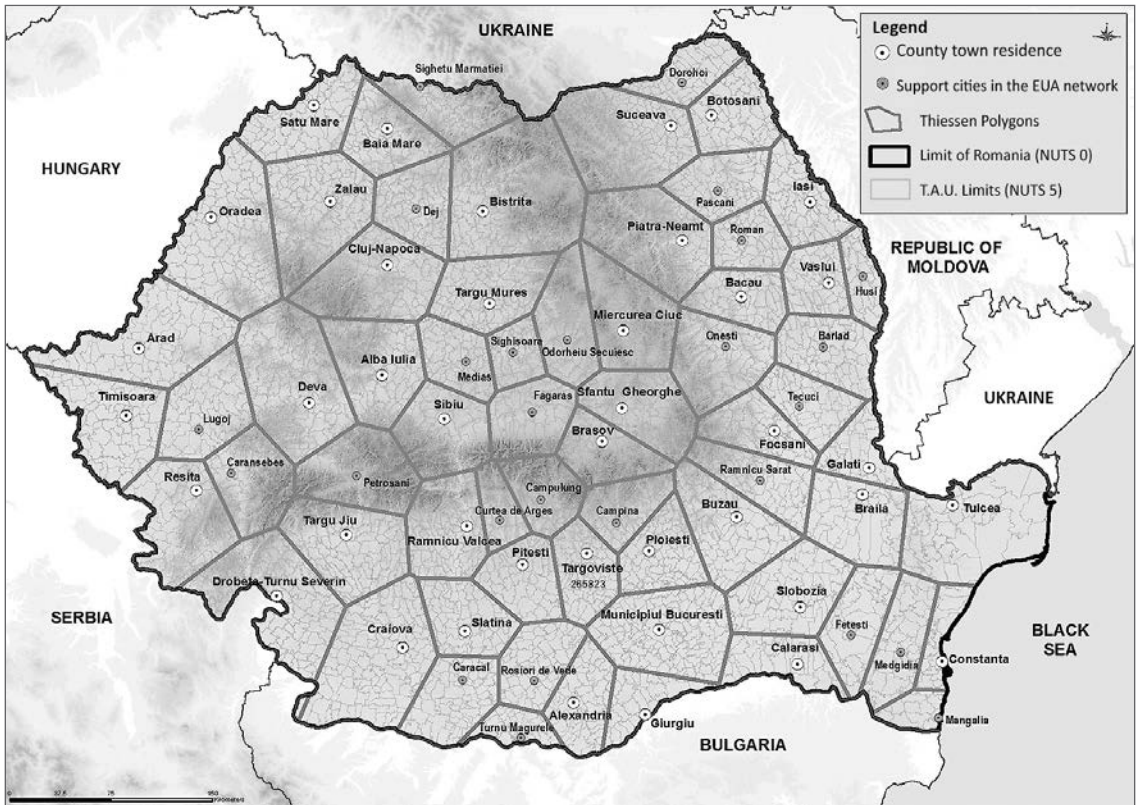 UKRAINE
Legend
County town residence
Support cities in the EUA network
Thiessen Polygons
Limit of Romania (NUTS 0)
T.A.U. Limits (NUTS 5)
Sighetu Marmatiei
Dorohoi
Satu Mare
Baia Mare
Suceava
Botosani
HUNGARY
Zalau
Oradea
Dej
Bistrita
Pascani
Iasi
Cluj-Napoca
Piatra-Neamt
Roman
REPUBLIC OF
MOLDOVA
Targu Mures
Bacau
Vaslui
Husi
Miercurea Ciuc
Arad
Sighisoara
Odorheiu Secuiesc
Onesti
Barlad
Alba Iulia
Medias
Timisoara
Deva
Sibiu
Fagaras
Sfantu Gheorghe
Tecuci
UKRAINE
Lugoj
Brasov
Focsani
Resita
Caransebes
Petrosani
Galati
Ramnicu Sarat
Campulung
Braila
Tulcea
Targu Jiu
Ramnicu Valcea
Curtea de Arges
Campina
Buzau
Pitesti
Targoviste
265823
Ploiesti
Drobeta-Turnu Severin
Slobozia
SERBIA
Craiova
Slatina
Municipiul Bucuresti
Fetesti
BLACK
SEA
Caracal
Rosiori de Vede
Calarasi
Medgidia
Constanta
Alexandria
Giurgiu
Mangalia
Turnu Magurele
BULGARIA
0 32,5 75 150
Kilometers